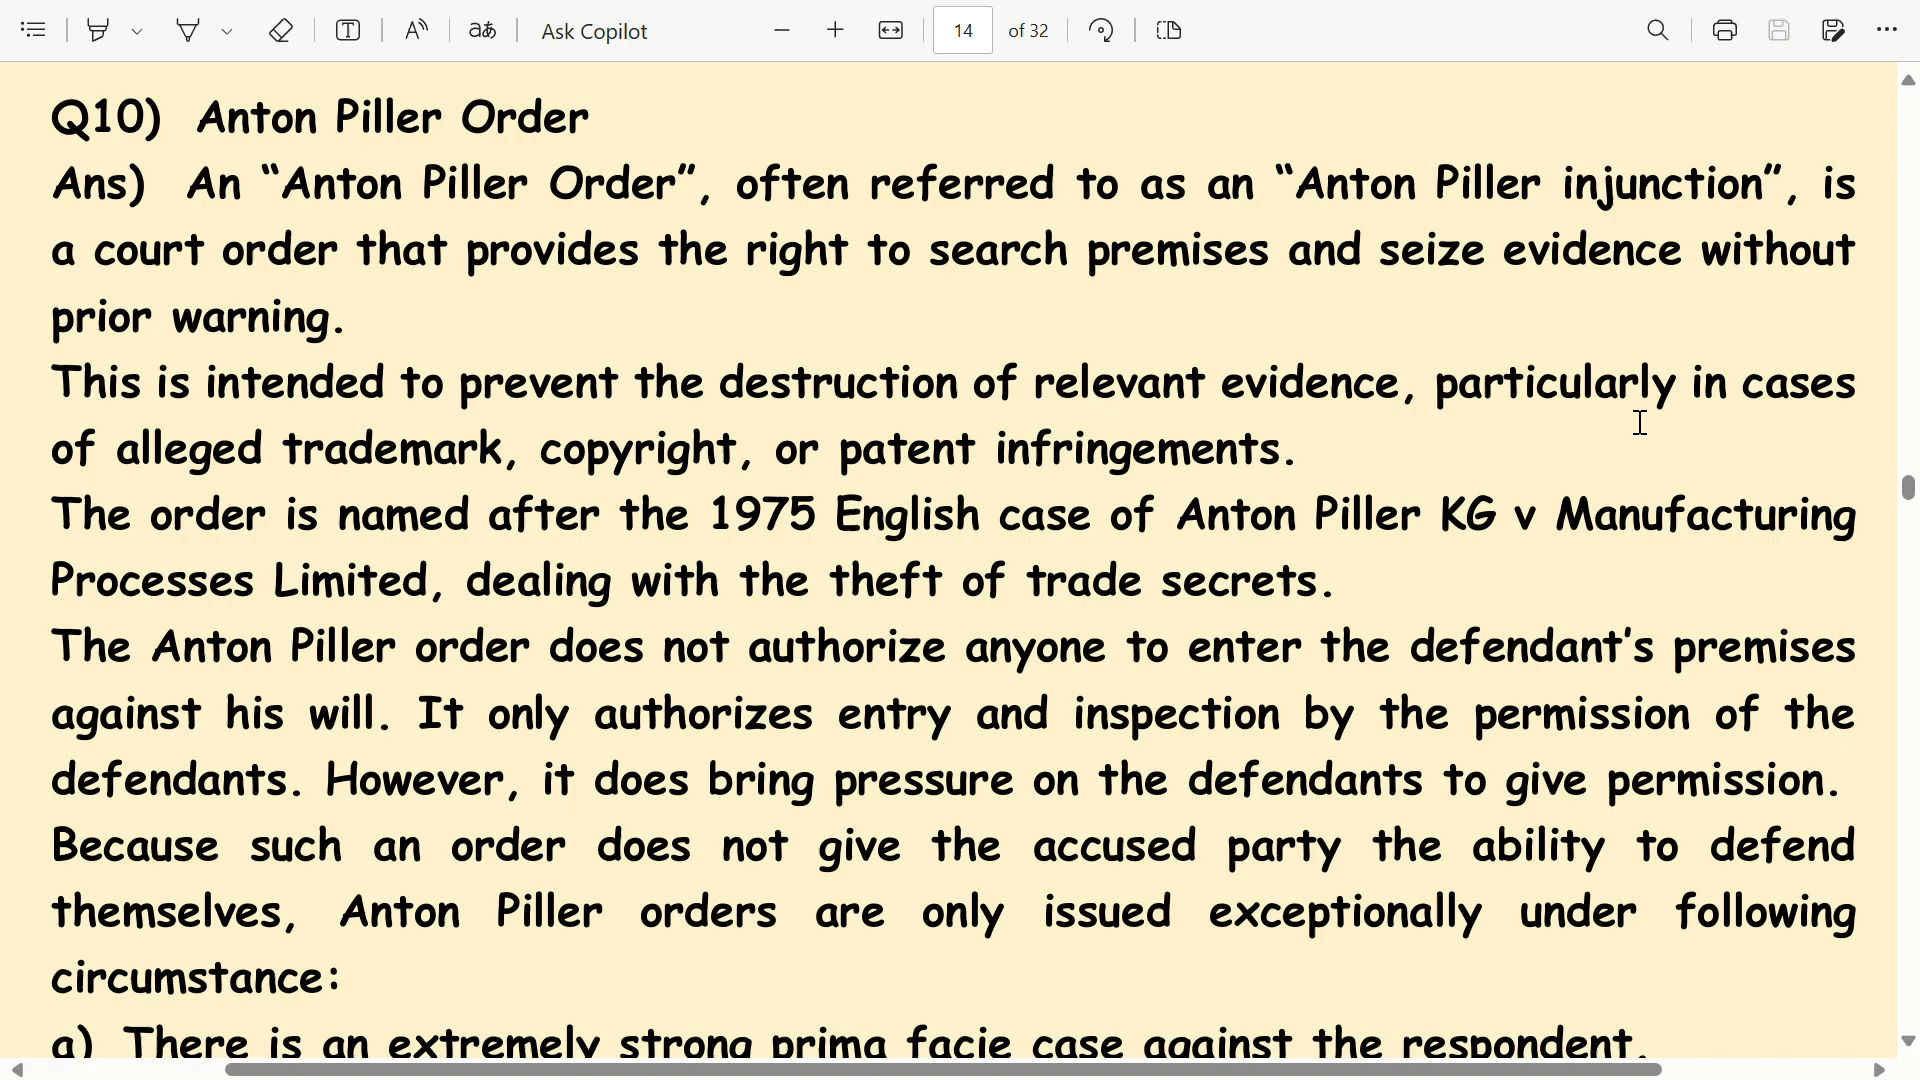 Ask Copilot
14 of 32
Q10) Anton Piller Order
Ans) An “Anton Piller Order”, often referred to as an “Anton Piller injunction”, is
a court order that provides the right to search premises and seize evidence without
prior warning.
This is intended to prevent the destruction of relevant evidence, particularly in cases
of alleged trademark, copyright, or patent infringements.
The order is named after the 1975 English case of Anton Piller KG v Manufacturing
Processes Limited, dealing with the theft of trade secrets.
The Anton Piller order does not authorize anyone to enter the defendant’s premises
against his will. It only authorizes entry and inspection by the permission of the
defendants. However, it does bring pressure on the defendants to give permission.
Because such an order does not give the accused party the ability to defend
themselves, Anton Piller orders are only issued exceptionally under following
circumstance:
a) There is an extremely strong prima facie case against the respondent.